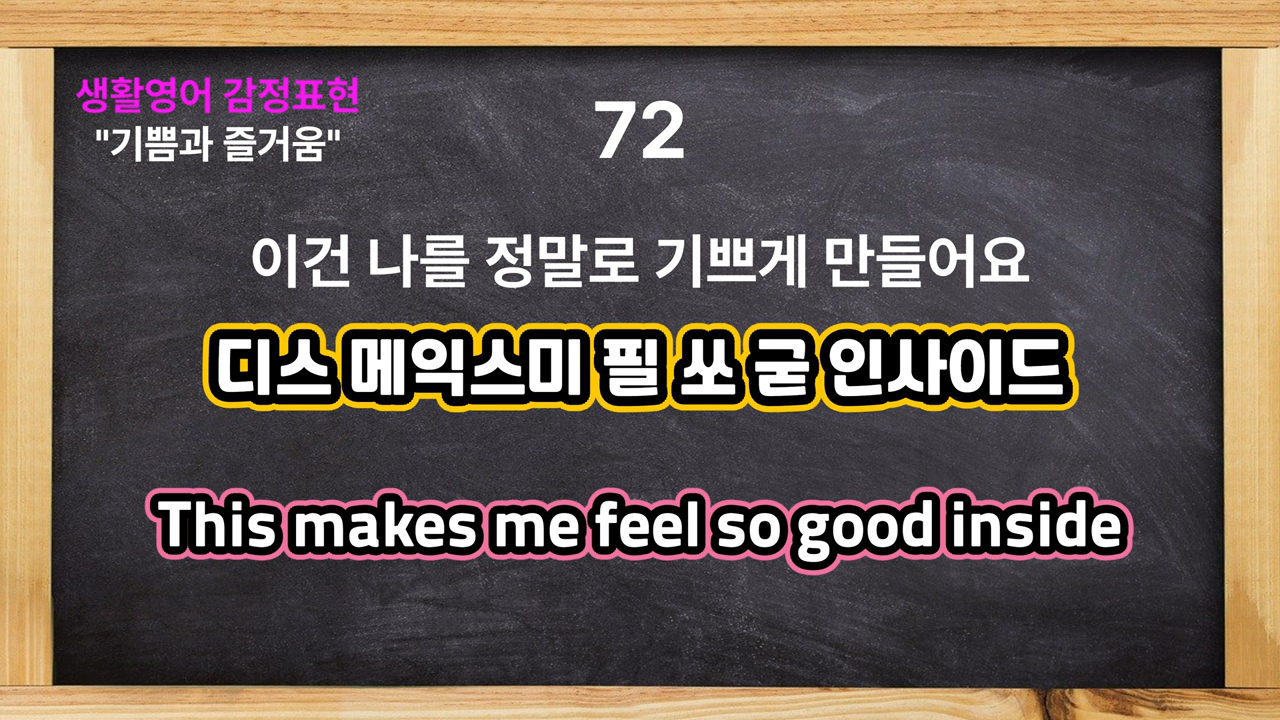 생활영어 감정표현
"기쁨과 즐거움"
72
이건 나를 정말로 기쁘게 만들어요
디스 메익스미 필 쏘 굳 인사이드
This makes me feel so good inside